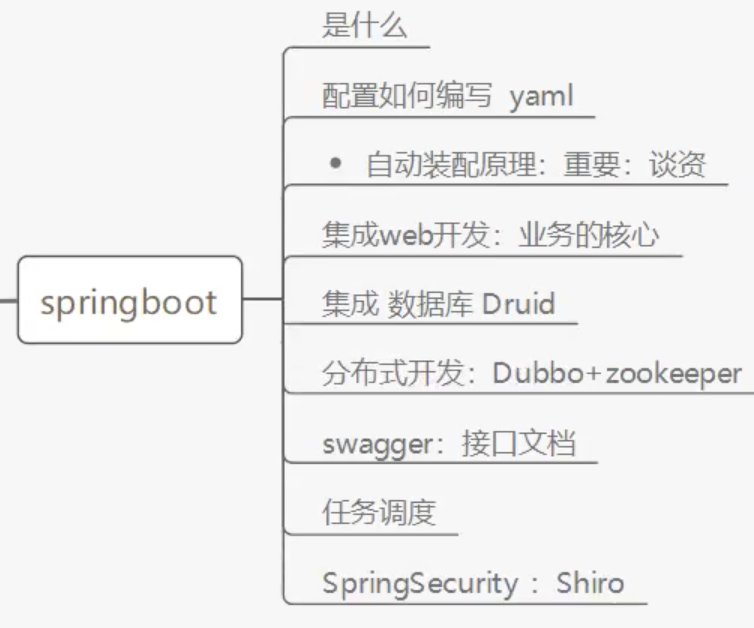 是什么
配置如何编写 yaml
• 自动装配原理：重要：谈资
集成web开发：业务的核心
springboot
集成 数据库 Druid
分布式开发：Dubbo+zookeeper
swagger：接口文档
任务调度
SpringSecurity ：Shiro